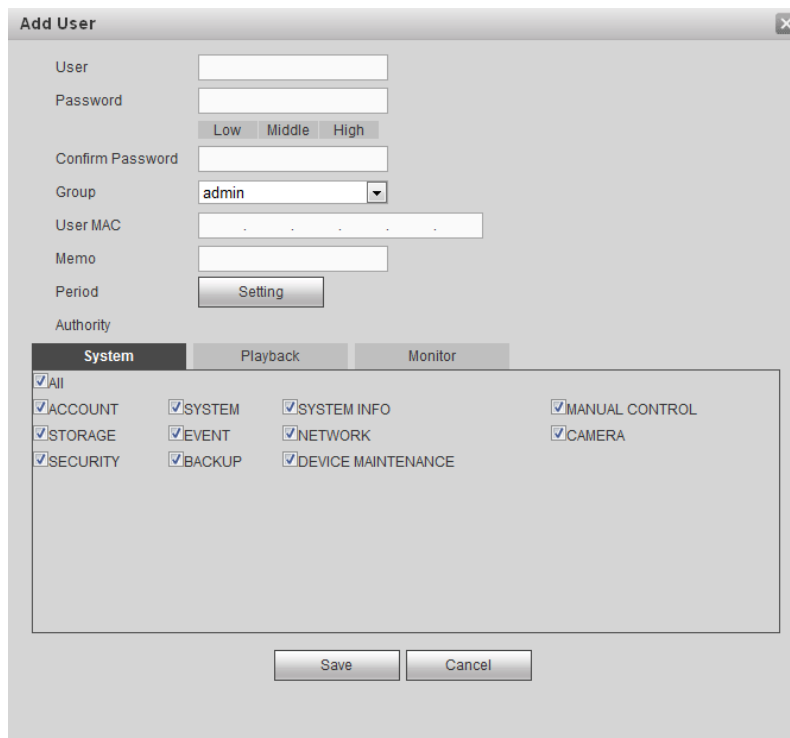 Add User
User
Password
Low Middle High
Confirm Password
Group admin
User MAC . . . . .
Memo
Period Setting
Authority
System Playback Monitor
All
ACCOUNT SYSTEM SYSTEM INFO MANUAL CONTROL
STORAGE EVENT NETWORK CAMERA
SECURITY BACKUP DEVICE MAINTENANCE
Save Cancel